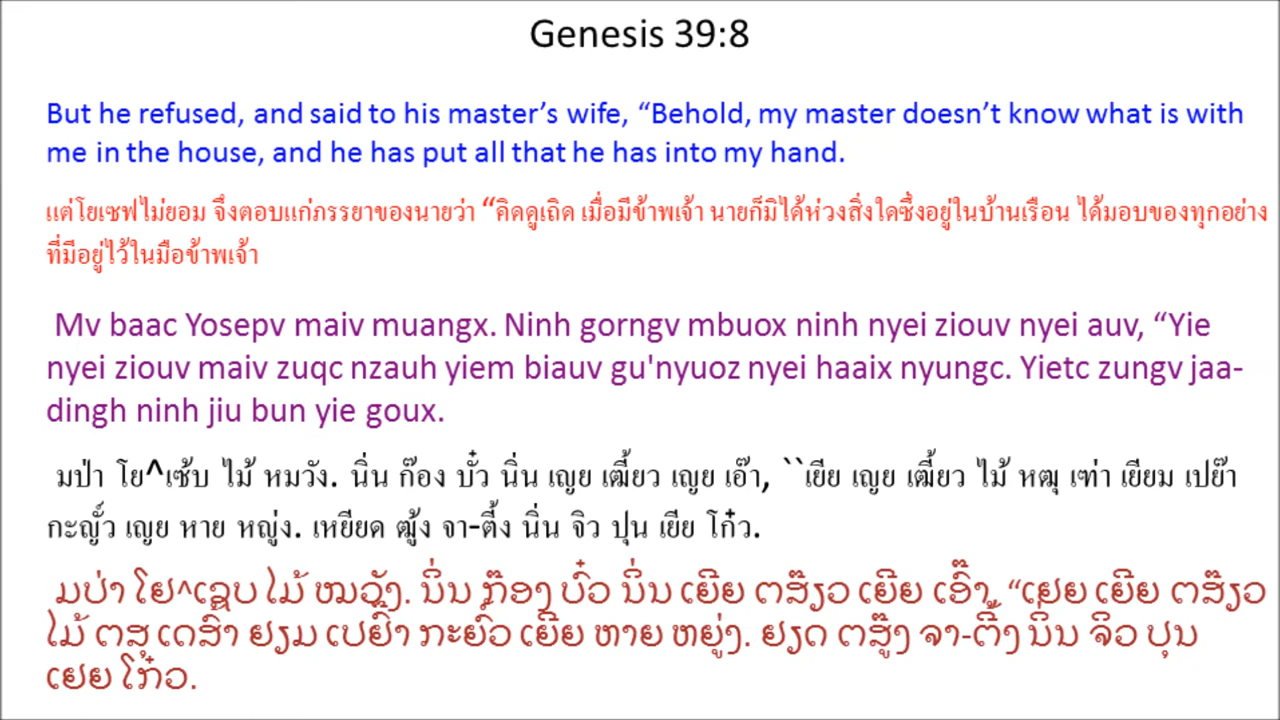 Genesis 39:8
But he refused, and said to his master’s wife, “Behold, my master doesn’t know what is with
me in the house, and he has put all that he has into my hand.
แต่โยเซฟไม่ยอม จึงตอบแก่ภรรยาของนายว่า “คิดดูเถิด เมื่อมีข้าพเจ้า นายก็มิได้ห่วงสิ่งใดซึ่งอยู่ในบ้านเรือน ได้มอบของทุกอย่าง
ที่มีอยู่ไว้ในมือข้าพเจ้า
Mv baac Yosepv maiv muangx. Ninh gorngv mbuox ninh nyei ziouv nyei auv, “Yie
nyei ziouv maiv zuqc nzauh yiem biauv gu'nyuoz nyei haaix nyungc. Yietc zungv jaa-
dingh ninh jiu bun yie goux.
มป่า โย^เซ้บ ไม้ หมวัง. นิ่น ก๊อง บั๋ว นิ่น เญย เฒี้ยว เญย เอ๊า, ``เยีย เญย เฒี้ยว ไม้ หฒุ เฑ่า เยียม เปย๊า
กะญั์ว เญย หาย หญู่ง. เหยียด ฒู้ง จา-ตี้ง นิ่น จิว ปุน เยีย โก๋ว.
ມປ່າ ໂຢ^ເຊ້ບ ໄມ້ ໝວັງ. ນິ່ນ ກ໊ອງ ບົ໋ວ ນິ່ນ ເຍີຍ ຕສ໊ຽວ ເຍີຍ ເອົ໊າ, “ເຢຍ ເຍີຍ ຕສ໊ຽວ
ໄມ້ ຕສຸ ເດສົ່າ ຢຽມ ເປຢົ໊າ ກະຍົ໌ວ ເຍີຍ ຫາຍ ຫຍູ່ງ. ຢຽດ ຕສູ໊ງ ຈາ-ຕີ້ງ ນິ່ນ ຈິວ ປຸນ
ເຢຍ ໂກ໋ວ.